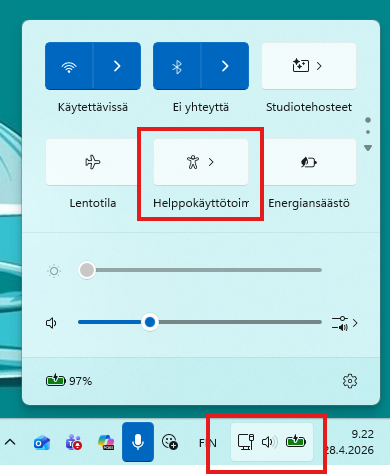 Käytettävissä
Ei yhteyttä
Studiotehosteet
Lentotila
Helppokäyttötoim
Energiansäästö
97%
FIN
9.22
28.4.2026